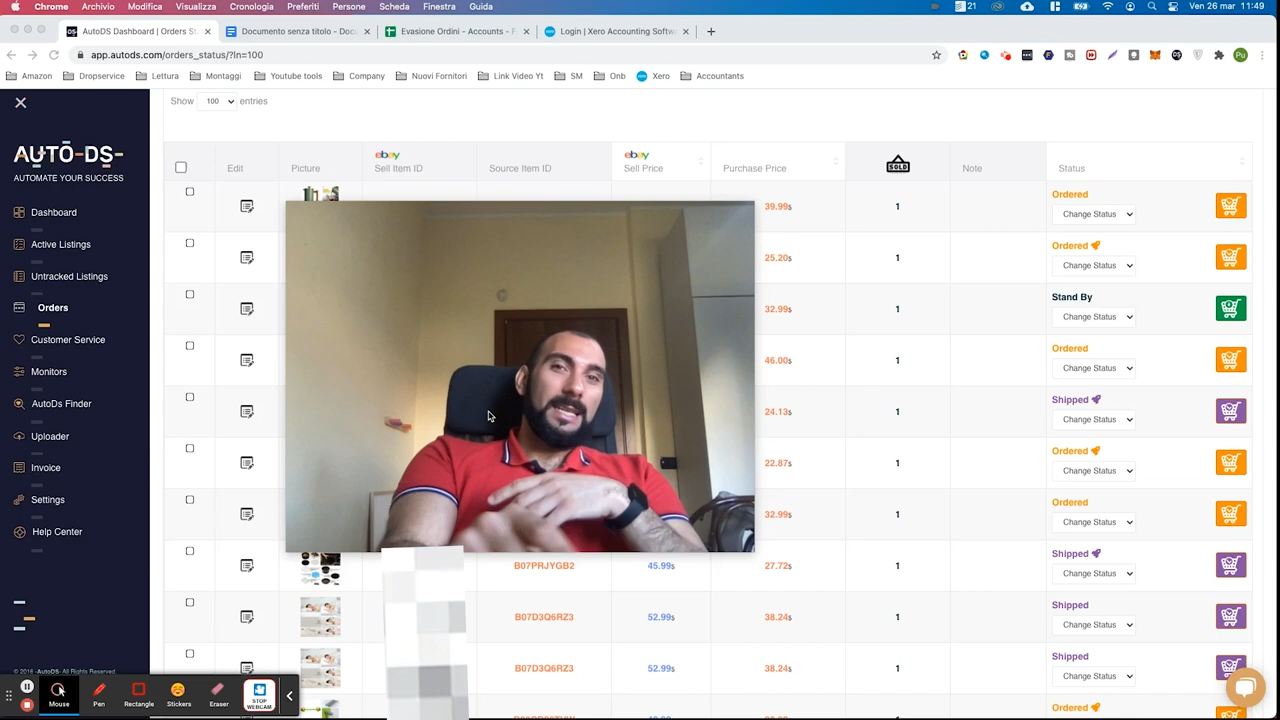 Chrome Archivio Modifica Visualizza Cronologia Preferiti Persone Scheda Finestra Guida 21 Ven 26 mar 11:49
AutoDS Dashboard | Orders St Documento senza titolo - Docu Evasione Ordini - Accounts - F Login | Xero Accounting Softw
app.autods.com/orders_status/?ln=100
Amazon Dropservice Lettura Montaggi Youtube tools Company Nuovi Fornitori Link Video Yt SM Onb Xero Accountants
Show 100 entries
AUTO-DS-
AUTOMATE YOUR SUCCESS
Dashboard
Active Listings
Untracked Listings
Orders
Customer Service
Monitors
AutoDs Finder
Uploader
Invoice
Settings
Help Center
© 2016 -AutoDS- All Rights Reserved.
Edit Picture ebay Sell Item ID Source Item ID ebay Sell Price Purchase Price SOLD Note Status
39.99$ 1 Ordered
Change Status
25.20$ 1 Ordered
Change Status
32.99$ 1 Stand By
Change Status
46.00$ 1 Ordered
Change Status
24.13$ 1 Shipped
Change Status
22.87$ 1 Ordered
Change Status
32.99$ 1 Ordered
Change Status
B07PRJYGB2 45.99$ 27.72$ 1 Shipped
Change Status
B07D3Q6RZ3 52.99$ 38.24$ 1 Shipped
Change Status
B07D3Q6RZ3 52.99$ 38.24$ 1 Shipped
Change Status
Ordered
Mouse Pen Rectangle Stickers Eraser STOP WEBCAM